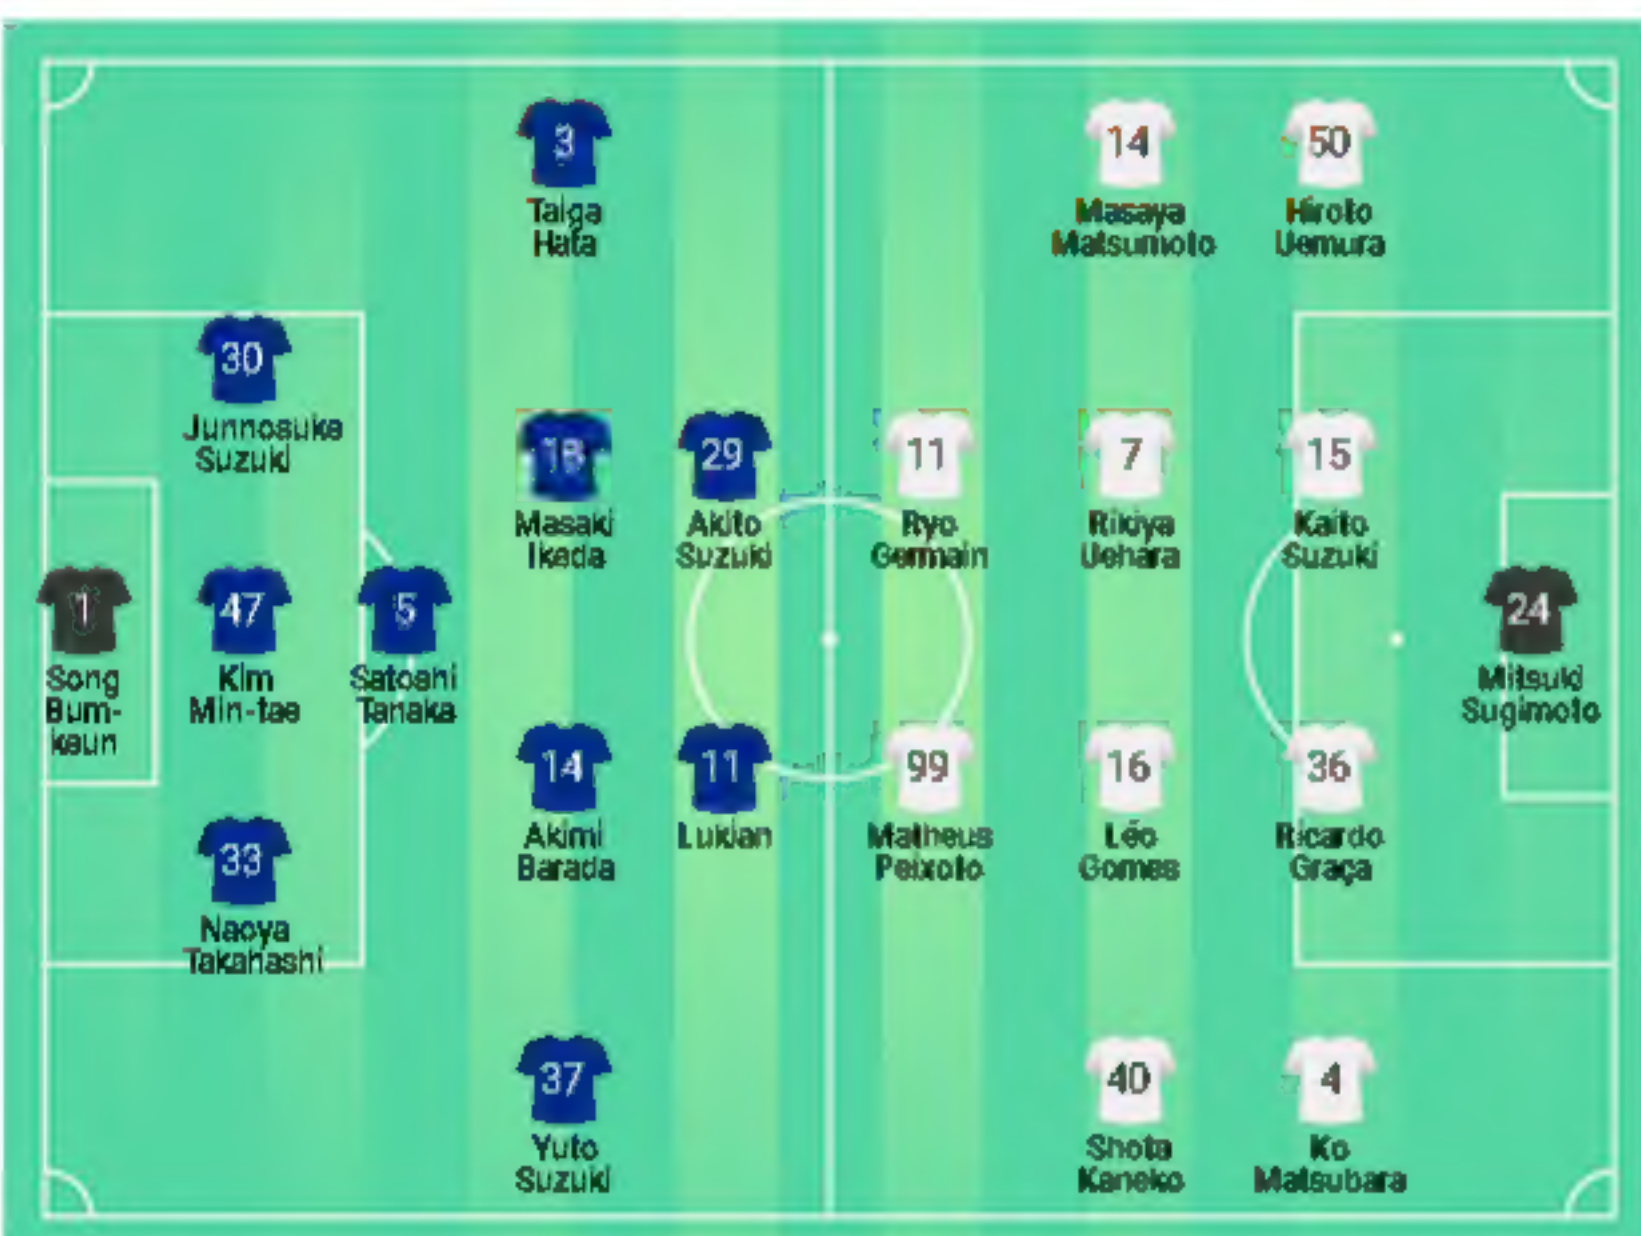 3
Taiga
Hata
14
Masaya
Matsumoto
50
Hiroto
Uemura
30
Junnosuke
Suzuki
18
Masaki
Ikeda
29
Akito
Suzuki
11
Ryo
Germain
7
Rikiya
Uehara
15
Kaito
Suzuki
1
Song
Bum-
keun
47
Kim
Min-tae
5
Satoshi
Tanaka
24
Mitsuki
Sugimoto
33
Naoya
Takahashi
14
Akimi
Barada
11
Lukian
99
Matheus
Peixoto
16
Léo
Gomes
36
Ricardo
Graça
37
Yuto
Suzuki
40
Shota
Kaneko
4
Ko
Matsubara